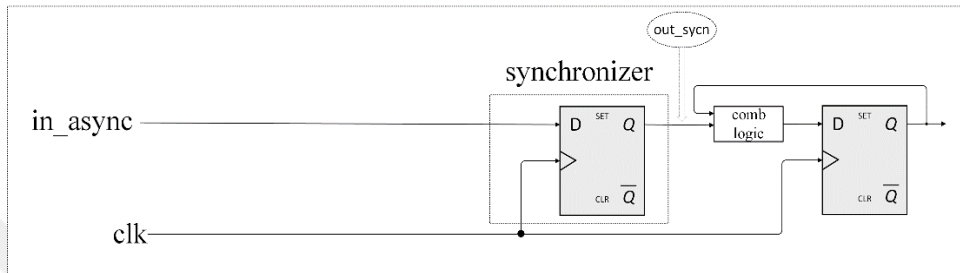 out_sycn
synchronizer
in_async
D SET Q
CLR Q
comb
logic
D SET Q
CLR Q
clk